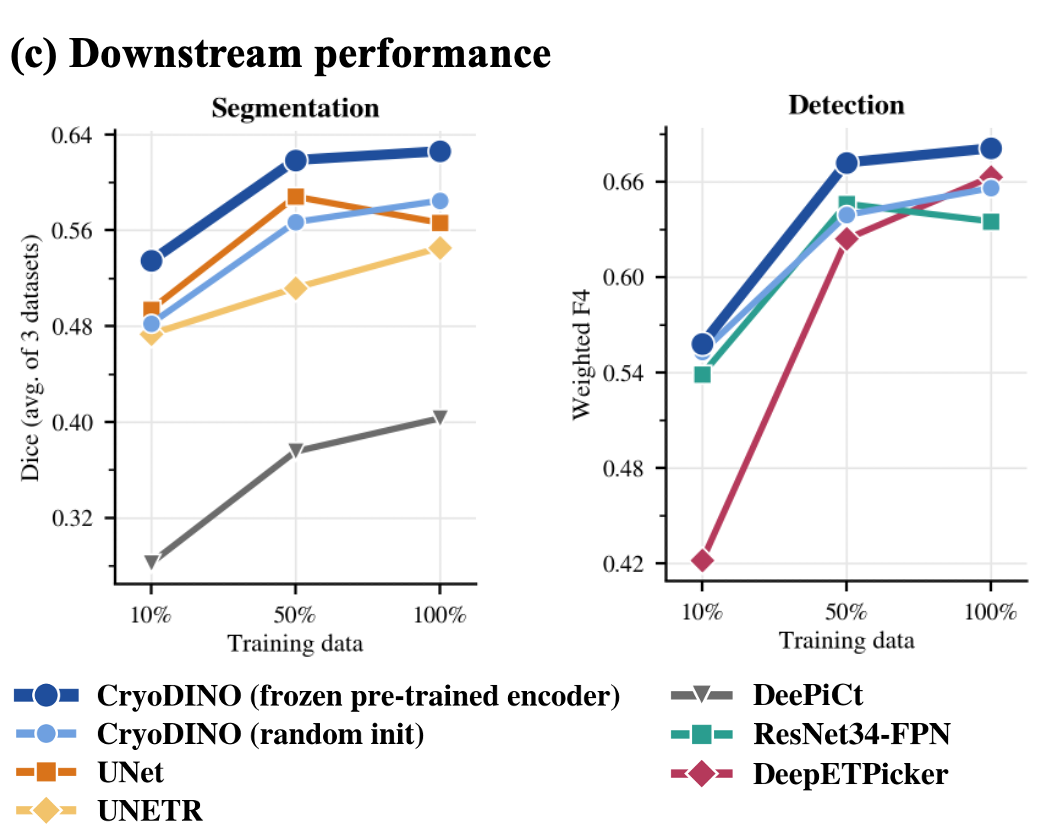 (c) Downstream performance
Segmentation
Dice (avg. of 3 datasets)
0.64
0.56
0.48
0.40
0.32
10% 50% 100%
Training data
Detection
Weighted F4
0.66
0.60
0.54
0.48
0.42
10% 50% 100%
Training data
CryoDINO (frozen pre-trained encoder)
CryoDINO (random init)
UNet
UNETR
DeePiCt
ResNet34-FPN
DeepETPicker